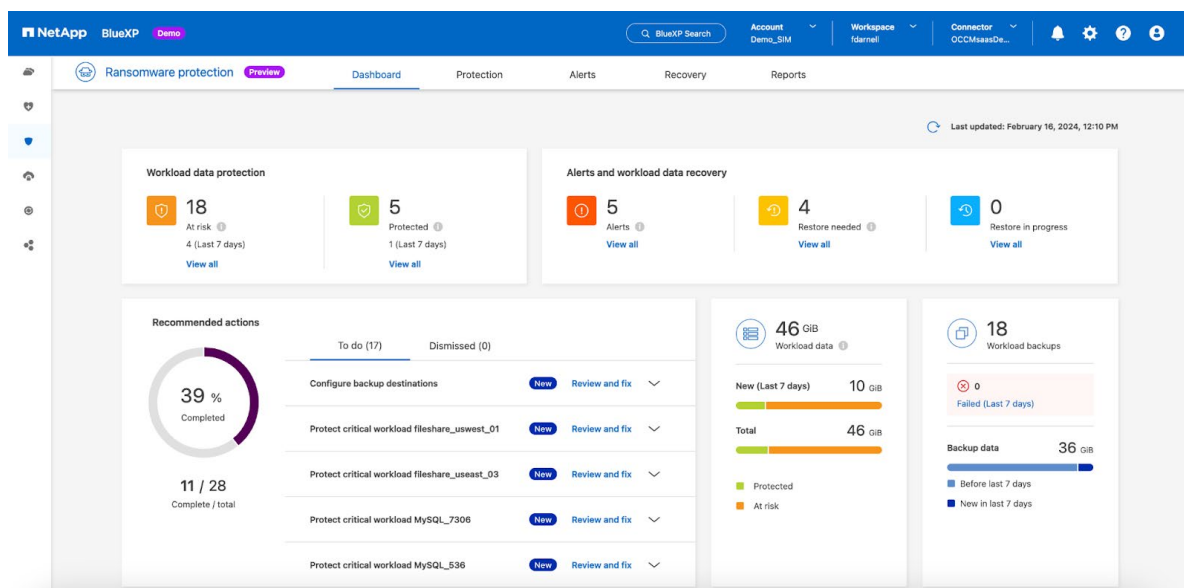 NetApp BlueXP Demo
BlueXP Search
Account
Demo_SIM
Workspace
fdarnell
Connector
OCCMsaasDe...
Ransomware protection Preview
Dashboard Protection Alerts Recovery Reports
Last updated: February 16, 2024, 12:10 PM
Workload data protection
18
At risk
4 (Last 7 days)
View all
5
Protected
1 (Last 7 days)
View all
Alerts and workload data recovery
5
Alerts
View all
4
Restore needed
View all
0
Restore in progress
View all
Recommended actions
39 %
Completed
11 / 28
Complete / total
To do (17) Dismissed (0)
Configure backup destinations New Review and fix
Protect critical workload fileshare_uswest_01 New Review and fix
Protect critical workload fileshare_useast_03 New Review and fix
Protect critical workload MySQL_7306 New Review and fix
Protect critical workload MySQL_536 New Review and fix
46 GiB
Workload data
New (Last 7 days) 10 GiB
Total 46 GiB
Protected
At risk
18
Workload backups
0
Failed (Last 7 days)
Backup data 36 GiB
Before last 7 days
New in last 7 days